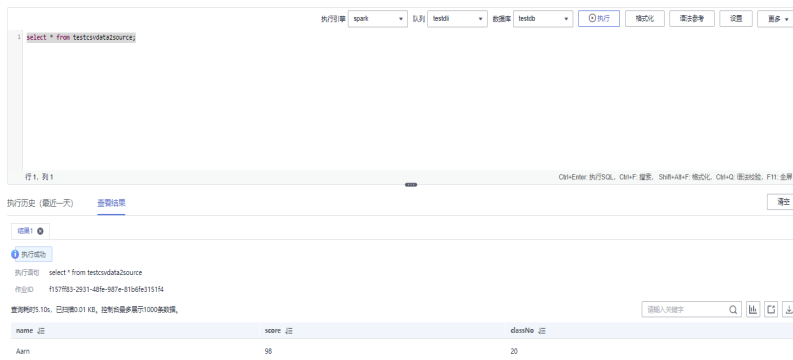 执行引擎 spark 队列 testdli 数据库 testdb 执行 格式化 语法参考 设置 更多
1 select * from testcsvdata2source;
行 1，列 1 Ctrl+Enter: 执行SQL，Ctrl+F: 搜索， Shift+Alt+F: 格式化，Ctrl+Q: 语法校验，F11: 全屏
执行历史（最近一天） 查看结果 清空
结果1
执行成功
执行语句 select * from testcsvdata2source
作业ID f157ff83-2931-48fe-987e-81b6fe3151f4
查询耗时5.10s，已扫描0.01 KB。控制台最多展示1000条数据。 请输入关键字
name score classNo
Aarn 98 20